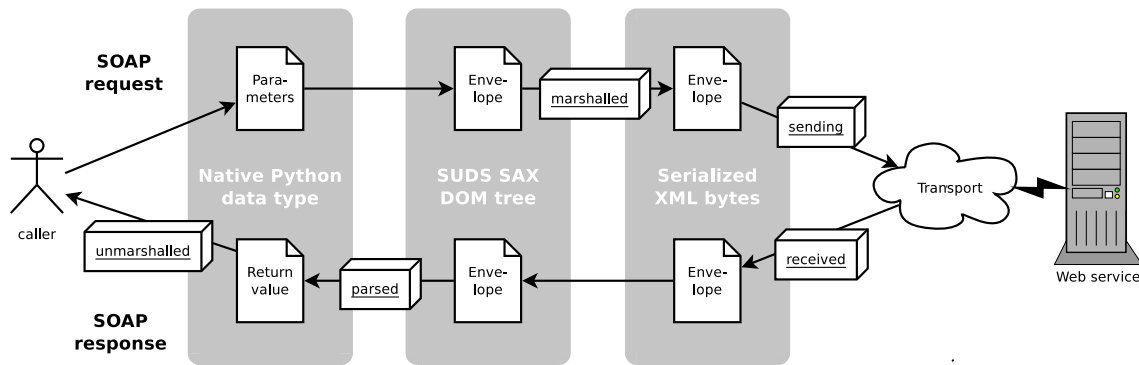 SOAP
request
Para-
meters
Enve-
lope
marshalled
Enve-
lope
sending
Native Python
data type
SUDS SAX
DOM tree
Serialized
XML bytes
Transport
caller
unmarshalled
Return
value
parsed
Enve-
lope
Enve-
lope
received
Web service
SOAP
response